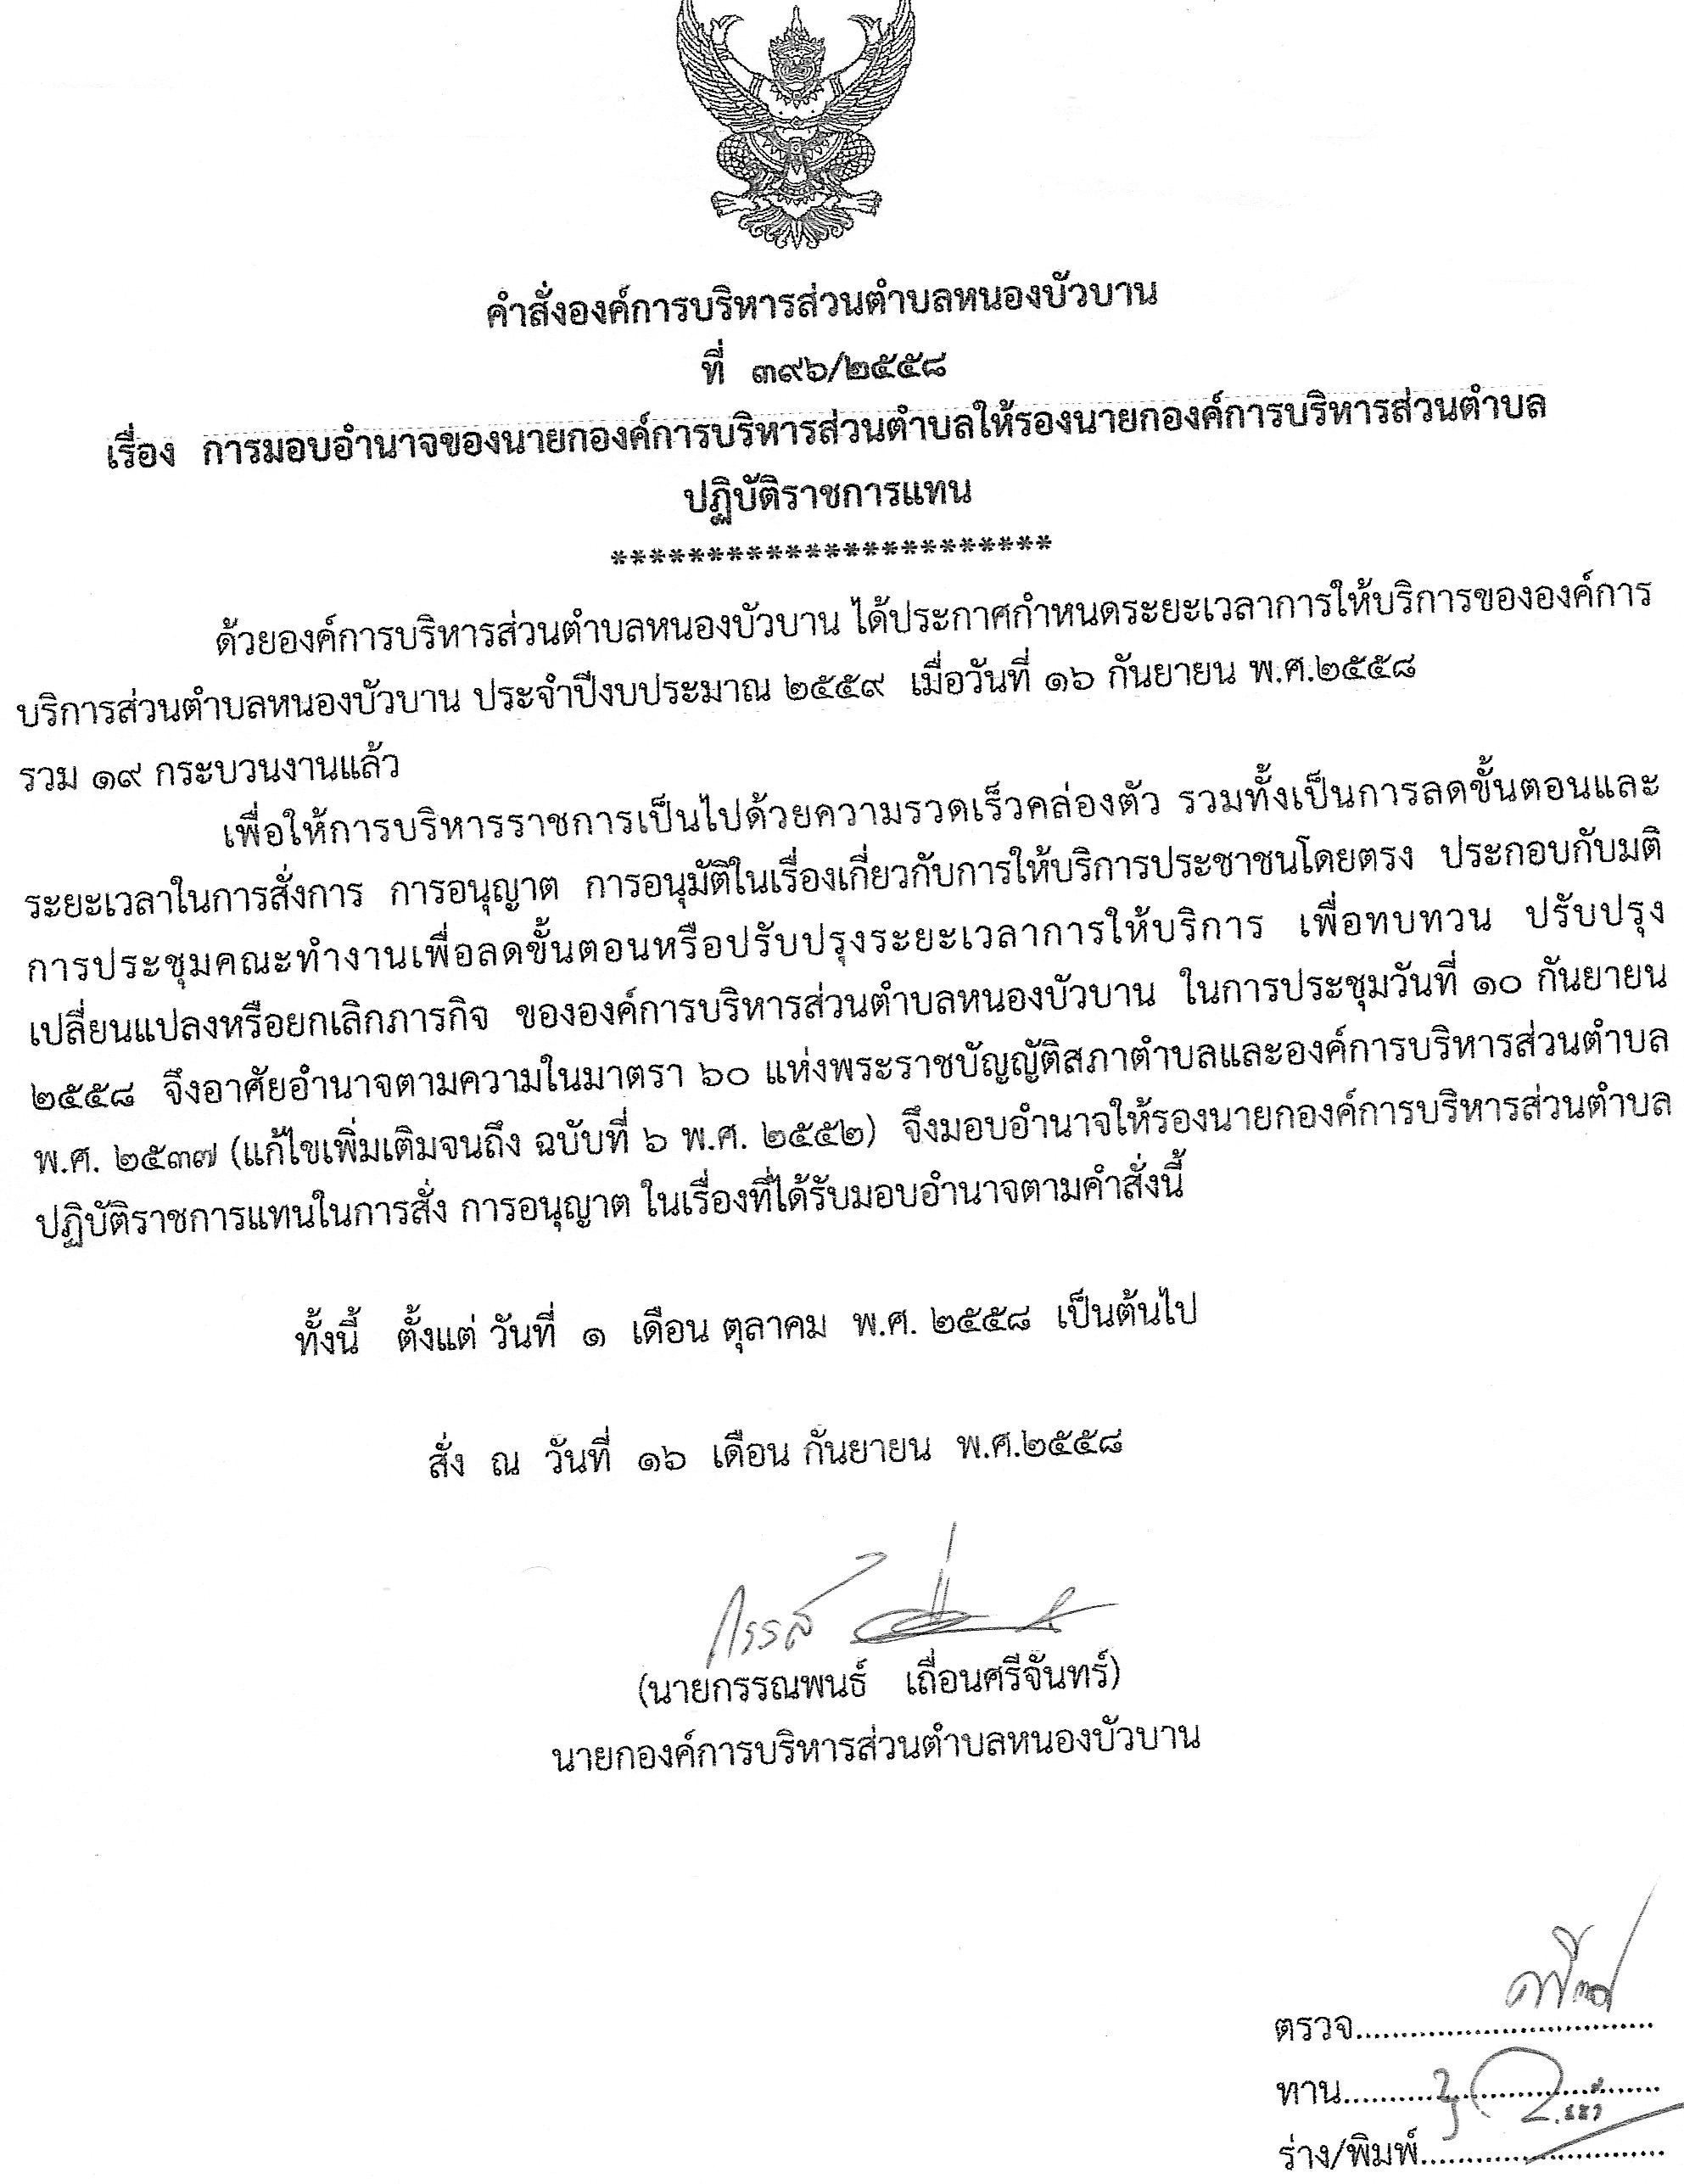 คำสั่งองค์การบริหารส่วนตำบลหนองบัวบาน
ที่ ๓๙๖/๒๕๕๘
เรื่อง การมอบอำนาจของนายกองค์การบริหารส่วนตำบลให้รองนายกองค์การบริหารส่วนตำบล
ปฏิบัติราชการแทน
***********************
ด้วยองค์การบริหารส่วนตำบลหนองบัวบาน ได้ประกาศกำหนดระยะเวลาการให้บริการขององค์การ
บริการส่วนตำบลหนองบัวบาน ประจำปีงบประมาณ ๒๕๕๙ เมื่อวันที่ ๑๖ กันยายน พ.ศ.๒๕๕๘
รวม ๑๙ กระบวนงานแล้ว
เพื่อให้การบริหารราชการเป็นไปด้วยความรวดเร็วคล่องตัว รวมทั้งเป็นการลดขั้นตอนและ
ระยะเวลาในการสั่งการ การอนุญาต การอนุมัติในเรื่องเกี่ยวกับการให้บริการประชาชนโดยตรง ประกอบกับมติ
การประชุมคณะทำงานเพื่อลดขั้นตอนหรือปรับปรุงระยะเวลาการให้บริการ เพื่อทบทวน ปรับปรุง
เปลี่ยนแปลงหรือยกเลิกภารกิจ ขององค์การบริหารส่วนตำบลหนองบัวบาน ในการประชุมวันที่ ๑๐ กันยายน
๒๕๕๘ จึงอาศัยอำนาจตามความในมาตรา ๖๐ แห่งพระราชบัญญัติสภาตำบลและองค์การบริหารส่วนตำบล
พ.ศ. ๒๕๓๗ (แก้ไขเพิ่มเติมจนถึง ฉบับที่ ๖ พ.ศ. ๒๕๕๒) จึงมอบอำนาจให้รองนายกองค์การบริหารส่วนตำบล
ปฏิบัติราชการแทนในการสั่ง การอนุญาต ในเรื่องที่ได้รับมอบอำนาจตามคำสั่งนี้
ทั้งนี้ ตั้งแต่ วันที่ ๑ เดือน ตุลาคม พ.ศ. ๒๕๕๘ เป็นต้นไป
สั่ง ณ วันที่ ๑๖ เดือน กันยายน พ.ศ.๒๕๕๘
(นายกรรณพนธ์ เถื่อนศรีจันทร์)
นายกองค์การบริหารส่วนตำบลหนองบัวบาน
ตรวจ..................................
ทาน....................................
ร่าง/พิมพ์............................